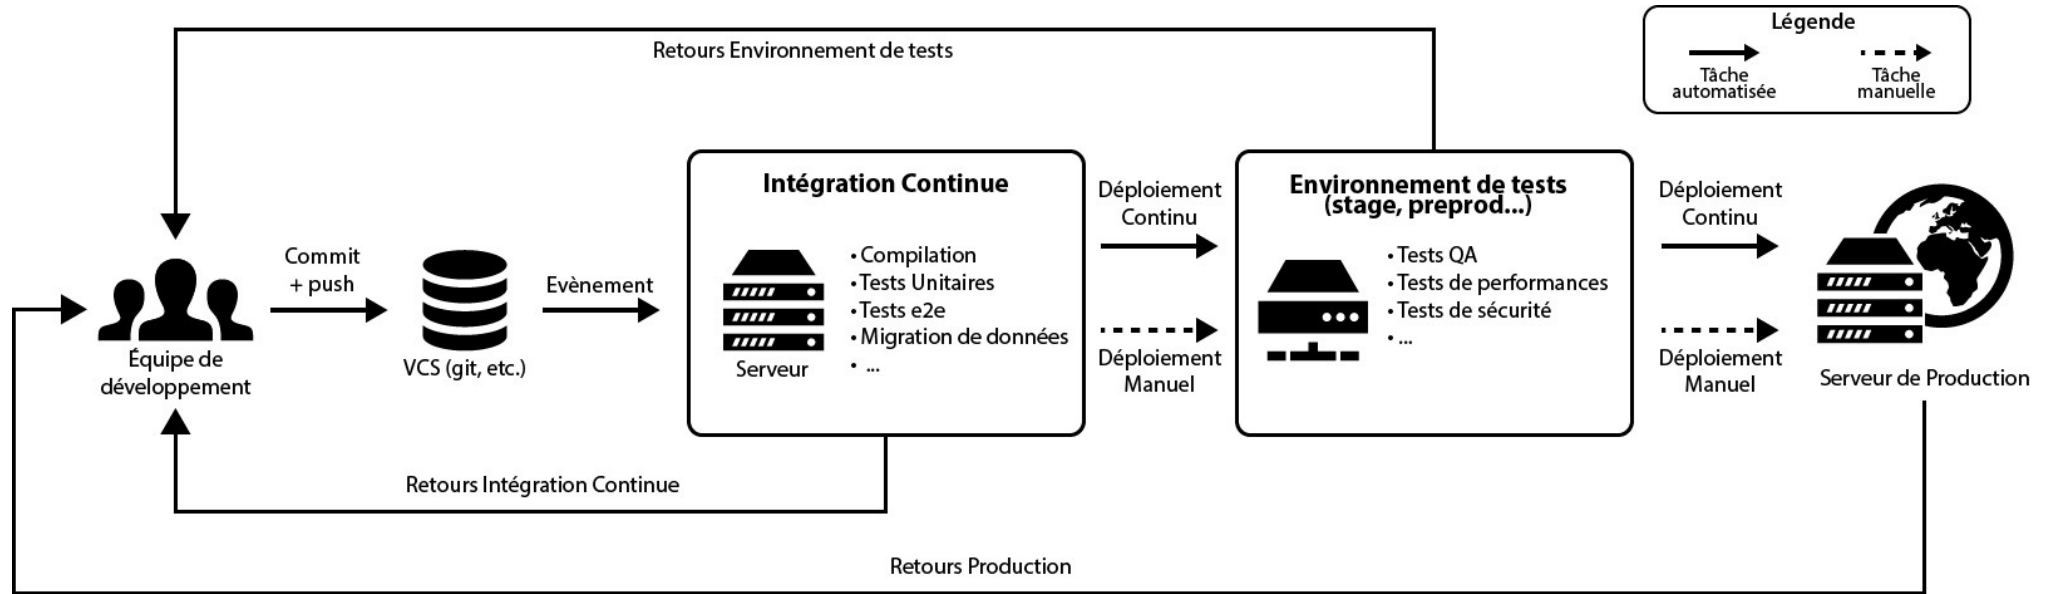 Légende
Tâche
automatisée
Tâche
manuelle
Retours Environnement de tests
Équipe de
développement
Commit
+ push
VCS (git, etc.)
Evènement
Intégration Continue
Serveur
• Compilation
• Tests Unitaires
• Tests e2e
• Migration de données
• ...
Déploiement
Continu
Déploiement
Manuel
Environnement de tests
(stage, preprod...)
• Tests QA
• Tests de performances
• Tests de sécurité
• ...
Déploiement
Continu
Déploiement
Manuel
Serveur de Production
Retours Intégration Continue
Retours Production